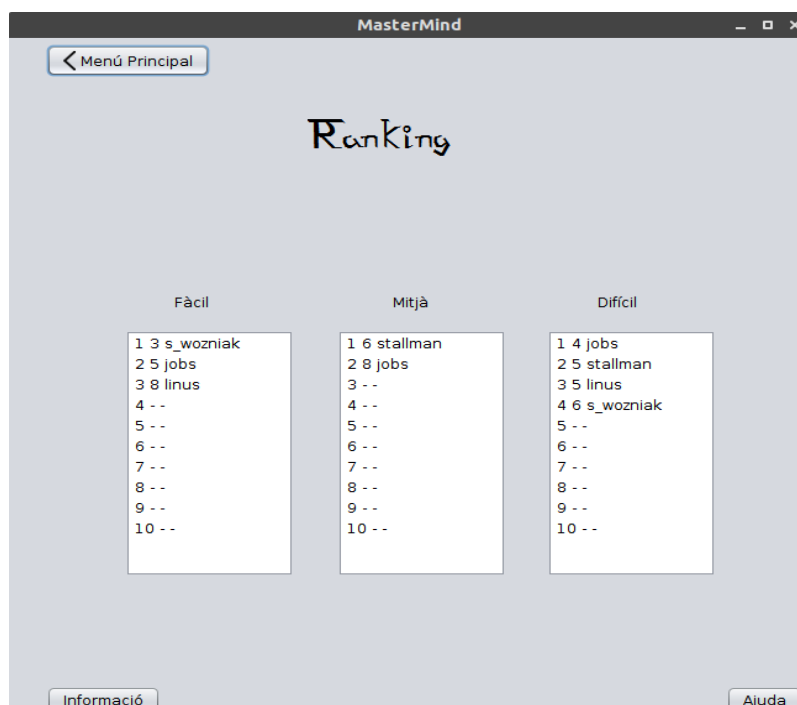 MasterMind
Menú Principal
Ranking
Fàcil
1 3 s_wozniak
2 5 jobs
3 8 linus
4 - -
5 - -
6 - -
7 - -
8 - -
9 - -
10 - -
Mitjà
1 6 stallman
2 8 jobs
3 - -
4 - -
5 - -
6 - -
7 - -
8 - -
9 - -
10 - -
Difícil
1 4 jobs
2 5 stallman
3 5 linus
4 6 s_wozniak
5 - -
6 - -
7 - -
8 - -
9 - -
10 - -
Informació
Ajuda